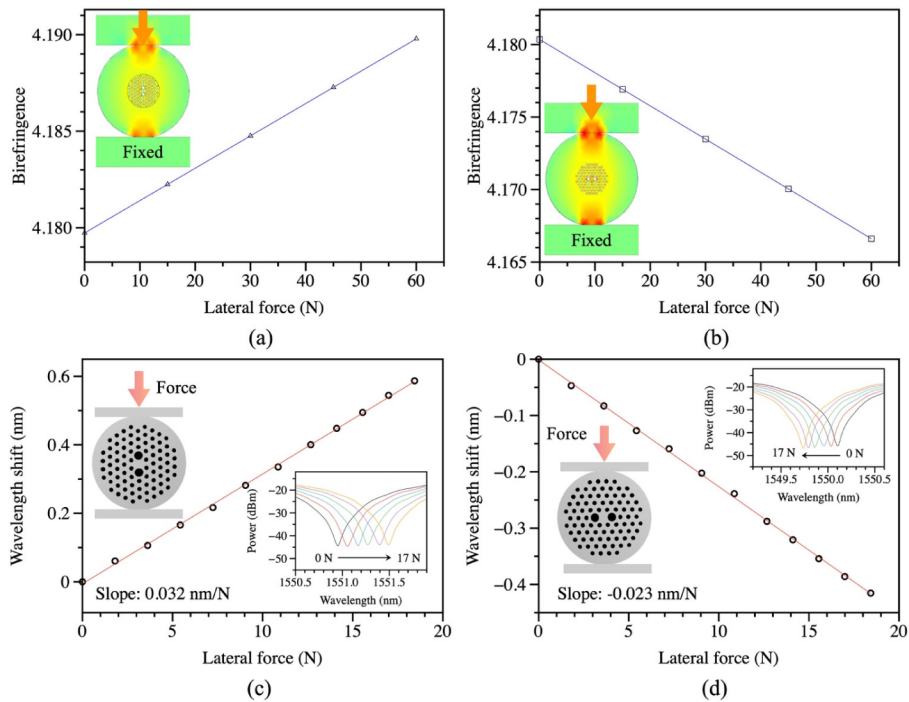 4.190
4.185
4.180
Birefringence
Fixed
0 10 20 30 40 50 60
Lateral force (N)
(a)
4.180
4.175
4.170
4.165
Birefringence
Fixed
0 10 20 30 40 50 60
Lateral force (N)
(b)
0.6
0.4
0.2
0
Wavelength shift (nm)
Force
−20
−30
−40
−50
Power (dBm)
0 N 17 N
1550.5 1551.0 1551.5
Wavelength (nm)
Slope: 0.032 nm/N
0 5 10 15 20
Lateral force (N)
(c)
−0
−0.1
−0.2
−0.3
−0.4
Wavelength shift (nm)
Force
−20
−30
−40
−50
Power (dBm)
17 N 0 N
1549.5 1550.0 1550.5
Wavelength (nm)
Slope: -0.023 nm/N
0 5 10 15 20
Lateral force (N)
(d)